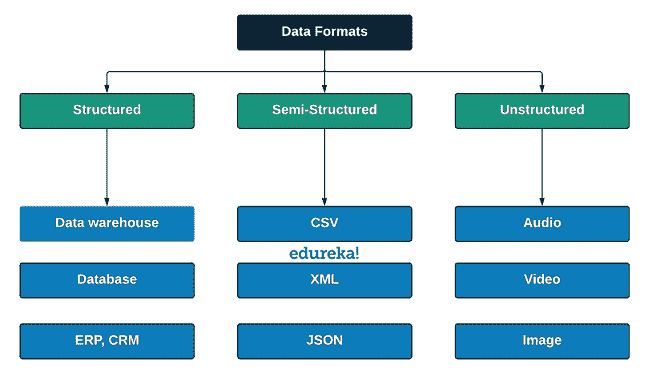 Data Formats
Structured
Semi-Structured
Unstructured
Data warehouse
CSV
Audio
edureka!
Database
XML
Video
ERP, CRM
JSON
Image